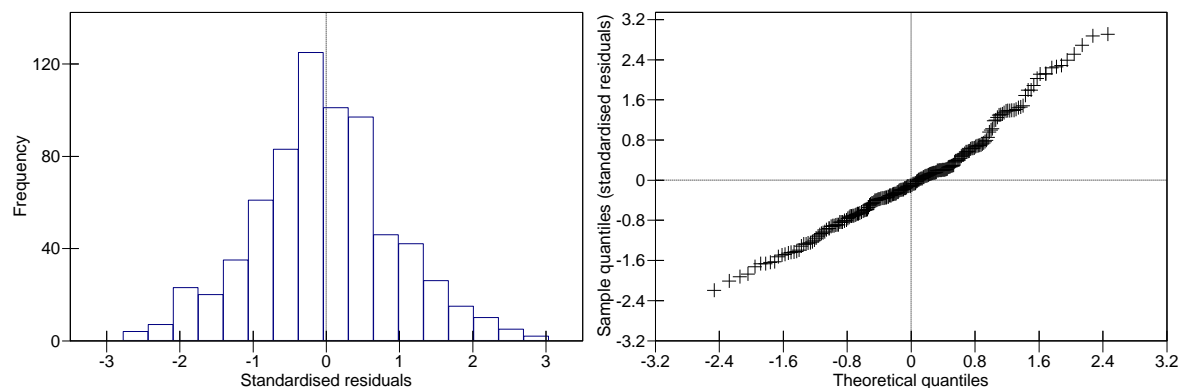 120
80
40
0
Frequency
-3 -2 -1 0 1 2 3
Standardised residuals
3.2
2.4
1.6
0.8
0
-0.8
-1.6
-2.4
-3.2
Sample quantiles (standardised residuals)
-3.2 -2.4 -1.6 -0.8 0 0.8 1.6 2.4 3.2
Theoretical quantiles